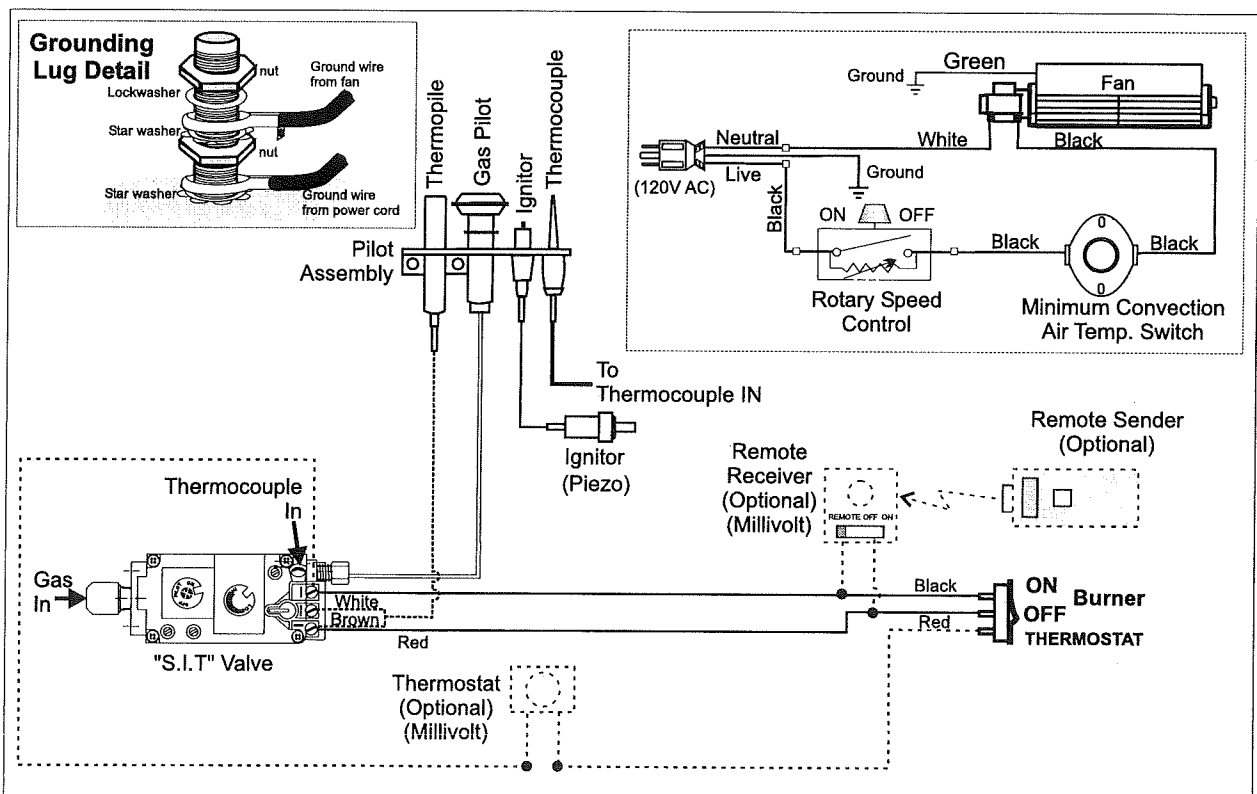 Grounding
Lug Detail
nut
Ground wire
from fan
Lockwasher
Star washer
nut
Star washer
Ground wire
from power cord
Thermopile
Gas Pilot
Ignitor
Thermocouple
Pilot
Assembly
To
Thermocouple IN
Ignitor
(Piezo)
Ground
Green
Fan
Neutral
White
Black
(120V AC)
Live
Ground
Black
ON
OFF
Black
Black
Rotary Speed
Control
Minimum Convection
Air Temp. Switch
Remote Sender
(Optional)
Remote
Receiver
(Optional)
(Millivolt)
REMOTE OFF ON
Thermocouple
In
Gas
In
White
Brown
Red
"S.I.T" Valve
Black
Red
ON
OFF
Burner
THERMOSTAT
Thermostat
(Optional)
(Millivolt)